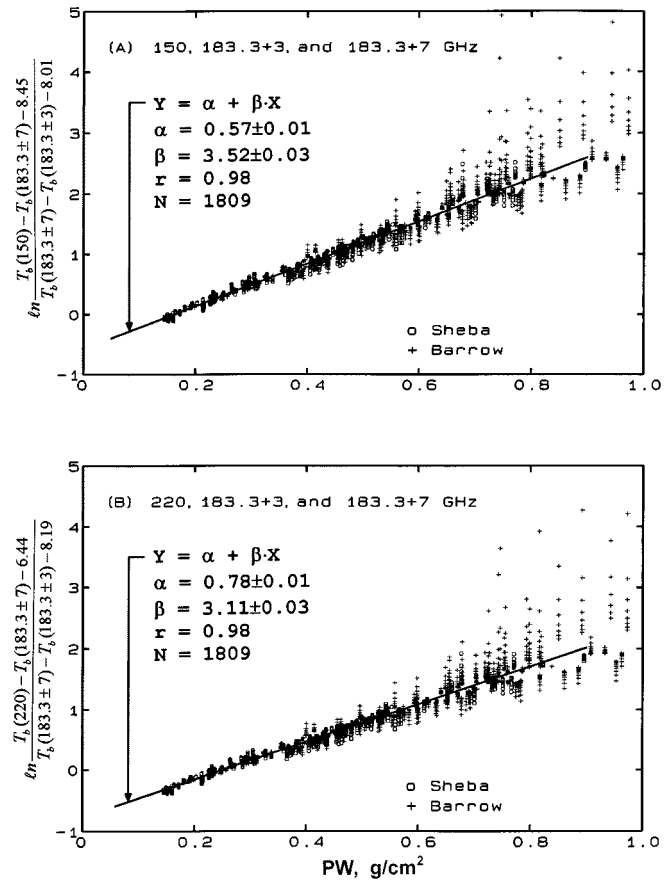 (A) 150, 183.3+3, and 183.3+7 GHz
ℓn T_b(150) − T_b(183.3 ± 7) − 8.45
T_b(183.3 ± 7) − T_b(183.3 ± 3) − 8.01
5
4
3
2
1
0
−1
Y = α + β·X
α = 0.57±0.01
β = 3.52±0.03
r = 0.98
N = 1809
o Sheba
+ Barrow
0 0.2 0.4 0.6 0.8 1.0
(B) 220, 183.3+3, and 183.3+7 GHz
ℓn T_b(220) − T_b(183.3 ± 7) − 6.44
T_b(183.3 ± 7) − T_b(183.3 ± 3) − 8.19
5
4
3
2
1
0
−1
Y = α + β·X
α = 0.78±0.01
β = 3.11±0.03
r = 0.98
N = 1809
o Sheba
+ Barrow
0 0.2 0.4 0.6 0.8 1.0
PW, g/cm²